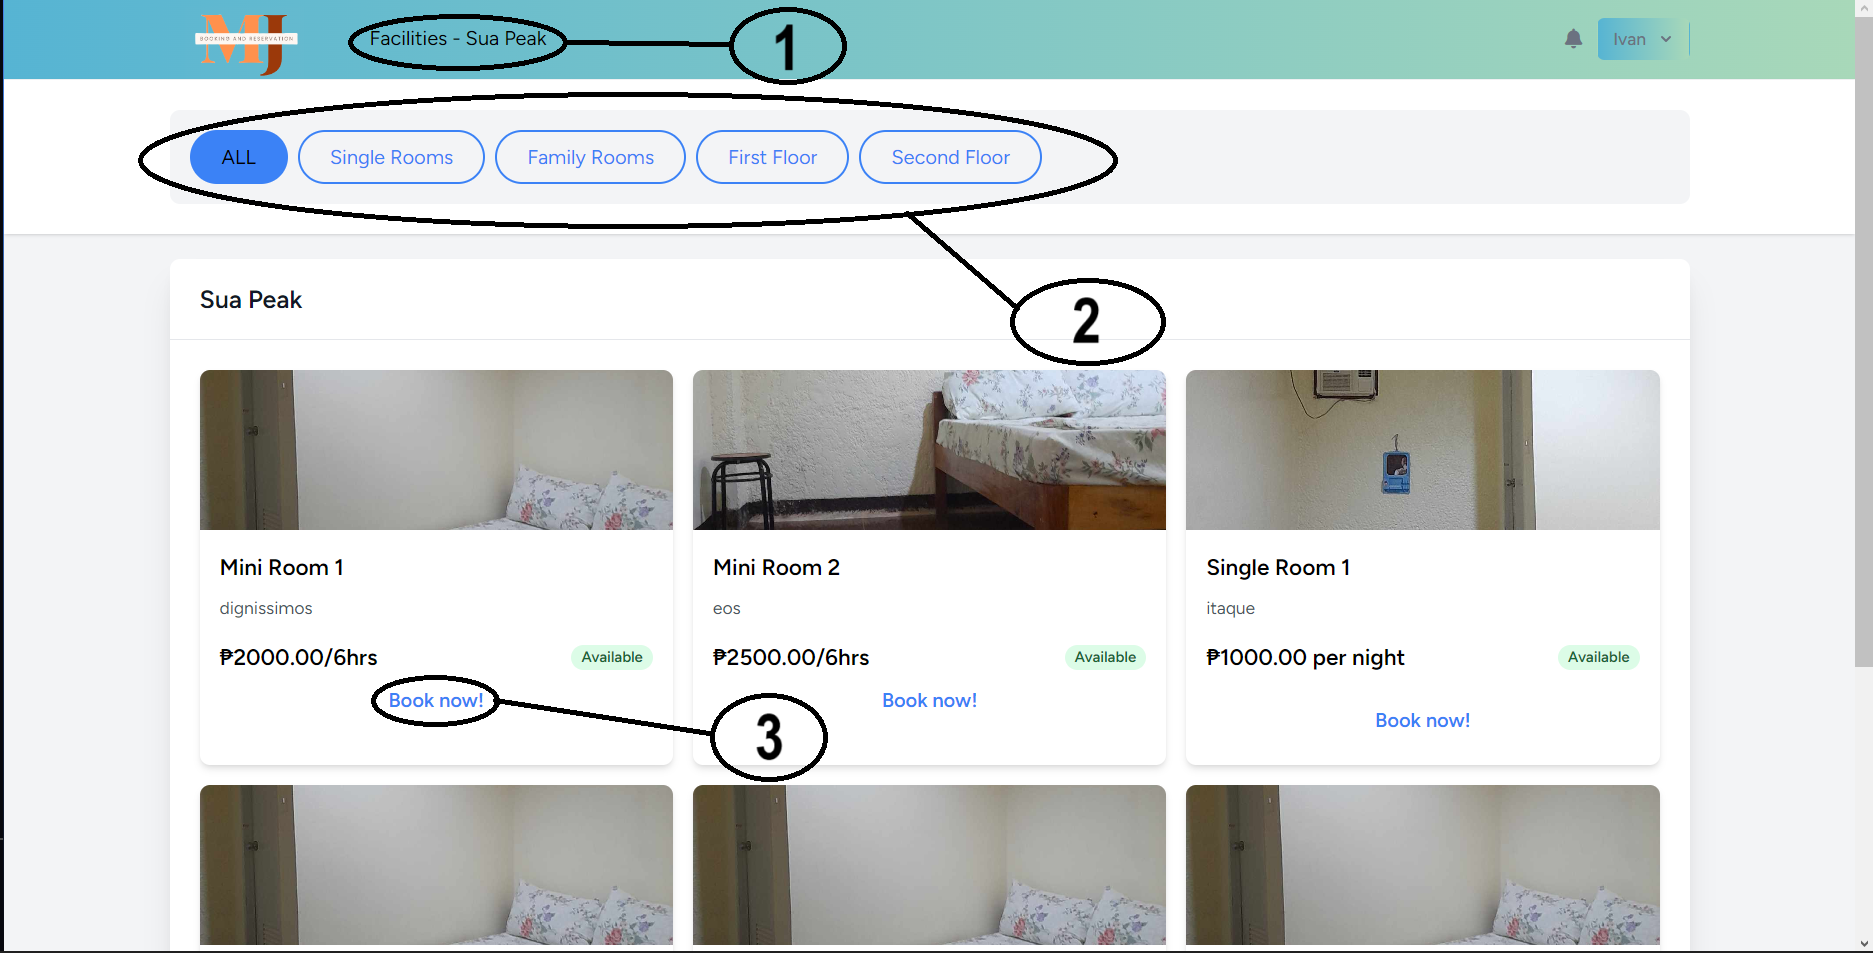 MJ
BOOKING AND RESERVATION
Facilities - Sua Peak
1
Ivan
ALL
Single Rooms
Family Rooms
First Floor
Second Floor
2
Sua Peak
Mini Room 1
dignissimos
₱2000.00/6hrs
Available
Book now!
3
Mini Room 2
eos
₱2500.00/6hrs
Available
Book now!
Single Room 1
itaque
₱1000.00 per night
Available
Book now!